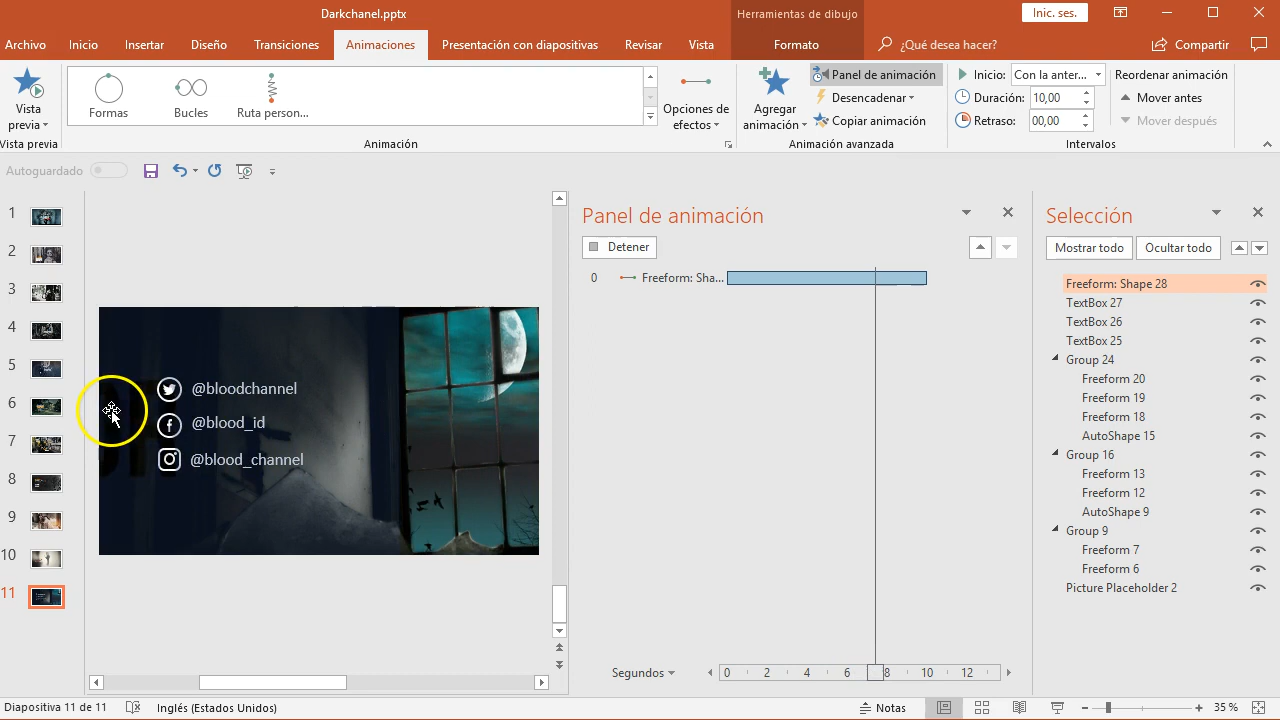 Darkchanel.pptx
Herramientas de dibujo
Inic. ses.
Archivo Inicio Insertar Diseño Transiciones Animaciones Presentación con diapositivas Revisar Vista Formato ¿Qué desea hacer? Compartir
Vista previa
Formas
Bucles
Ruta person...
Opciones de efectos
Agregar animación
Panel de animación
Desencadenar
Copiar animación
Inicio: Con la anter...
Duración: 10,00
Retraso: 00,00
Reordenar animación
Mover antes
Mover después
Vista previa
Animación
Animación avanzada
Intervalos
Autoguardado
1
2
3
4
5
6
7
8
9
10
11
@bloodchannel
@blood_id
@blood_channel
Panel de animación
Detener
0 Freeform: Sha...
Segundos
0 2 4 6 8 10 12
Selección
Mostrar todo Ocultar todo
Freeform: Shape 28
TextBox 27
TextBox 26
TextBox 25
Group 24
Freeform 20
Freeform 19
Freeform 18
AutoShape 15
Group 16
Freeform 13
Freeform 12
AutoShape 9
Group 9
Freeform 7
Freeform 6
Picture Placeholder 2
Diapositiva 11 de 11 Inglés (Estados Unidos) Notas 35 %